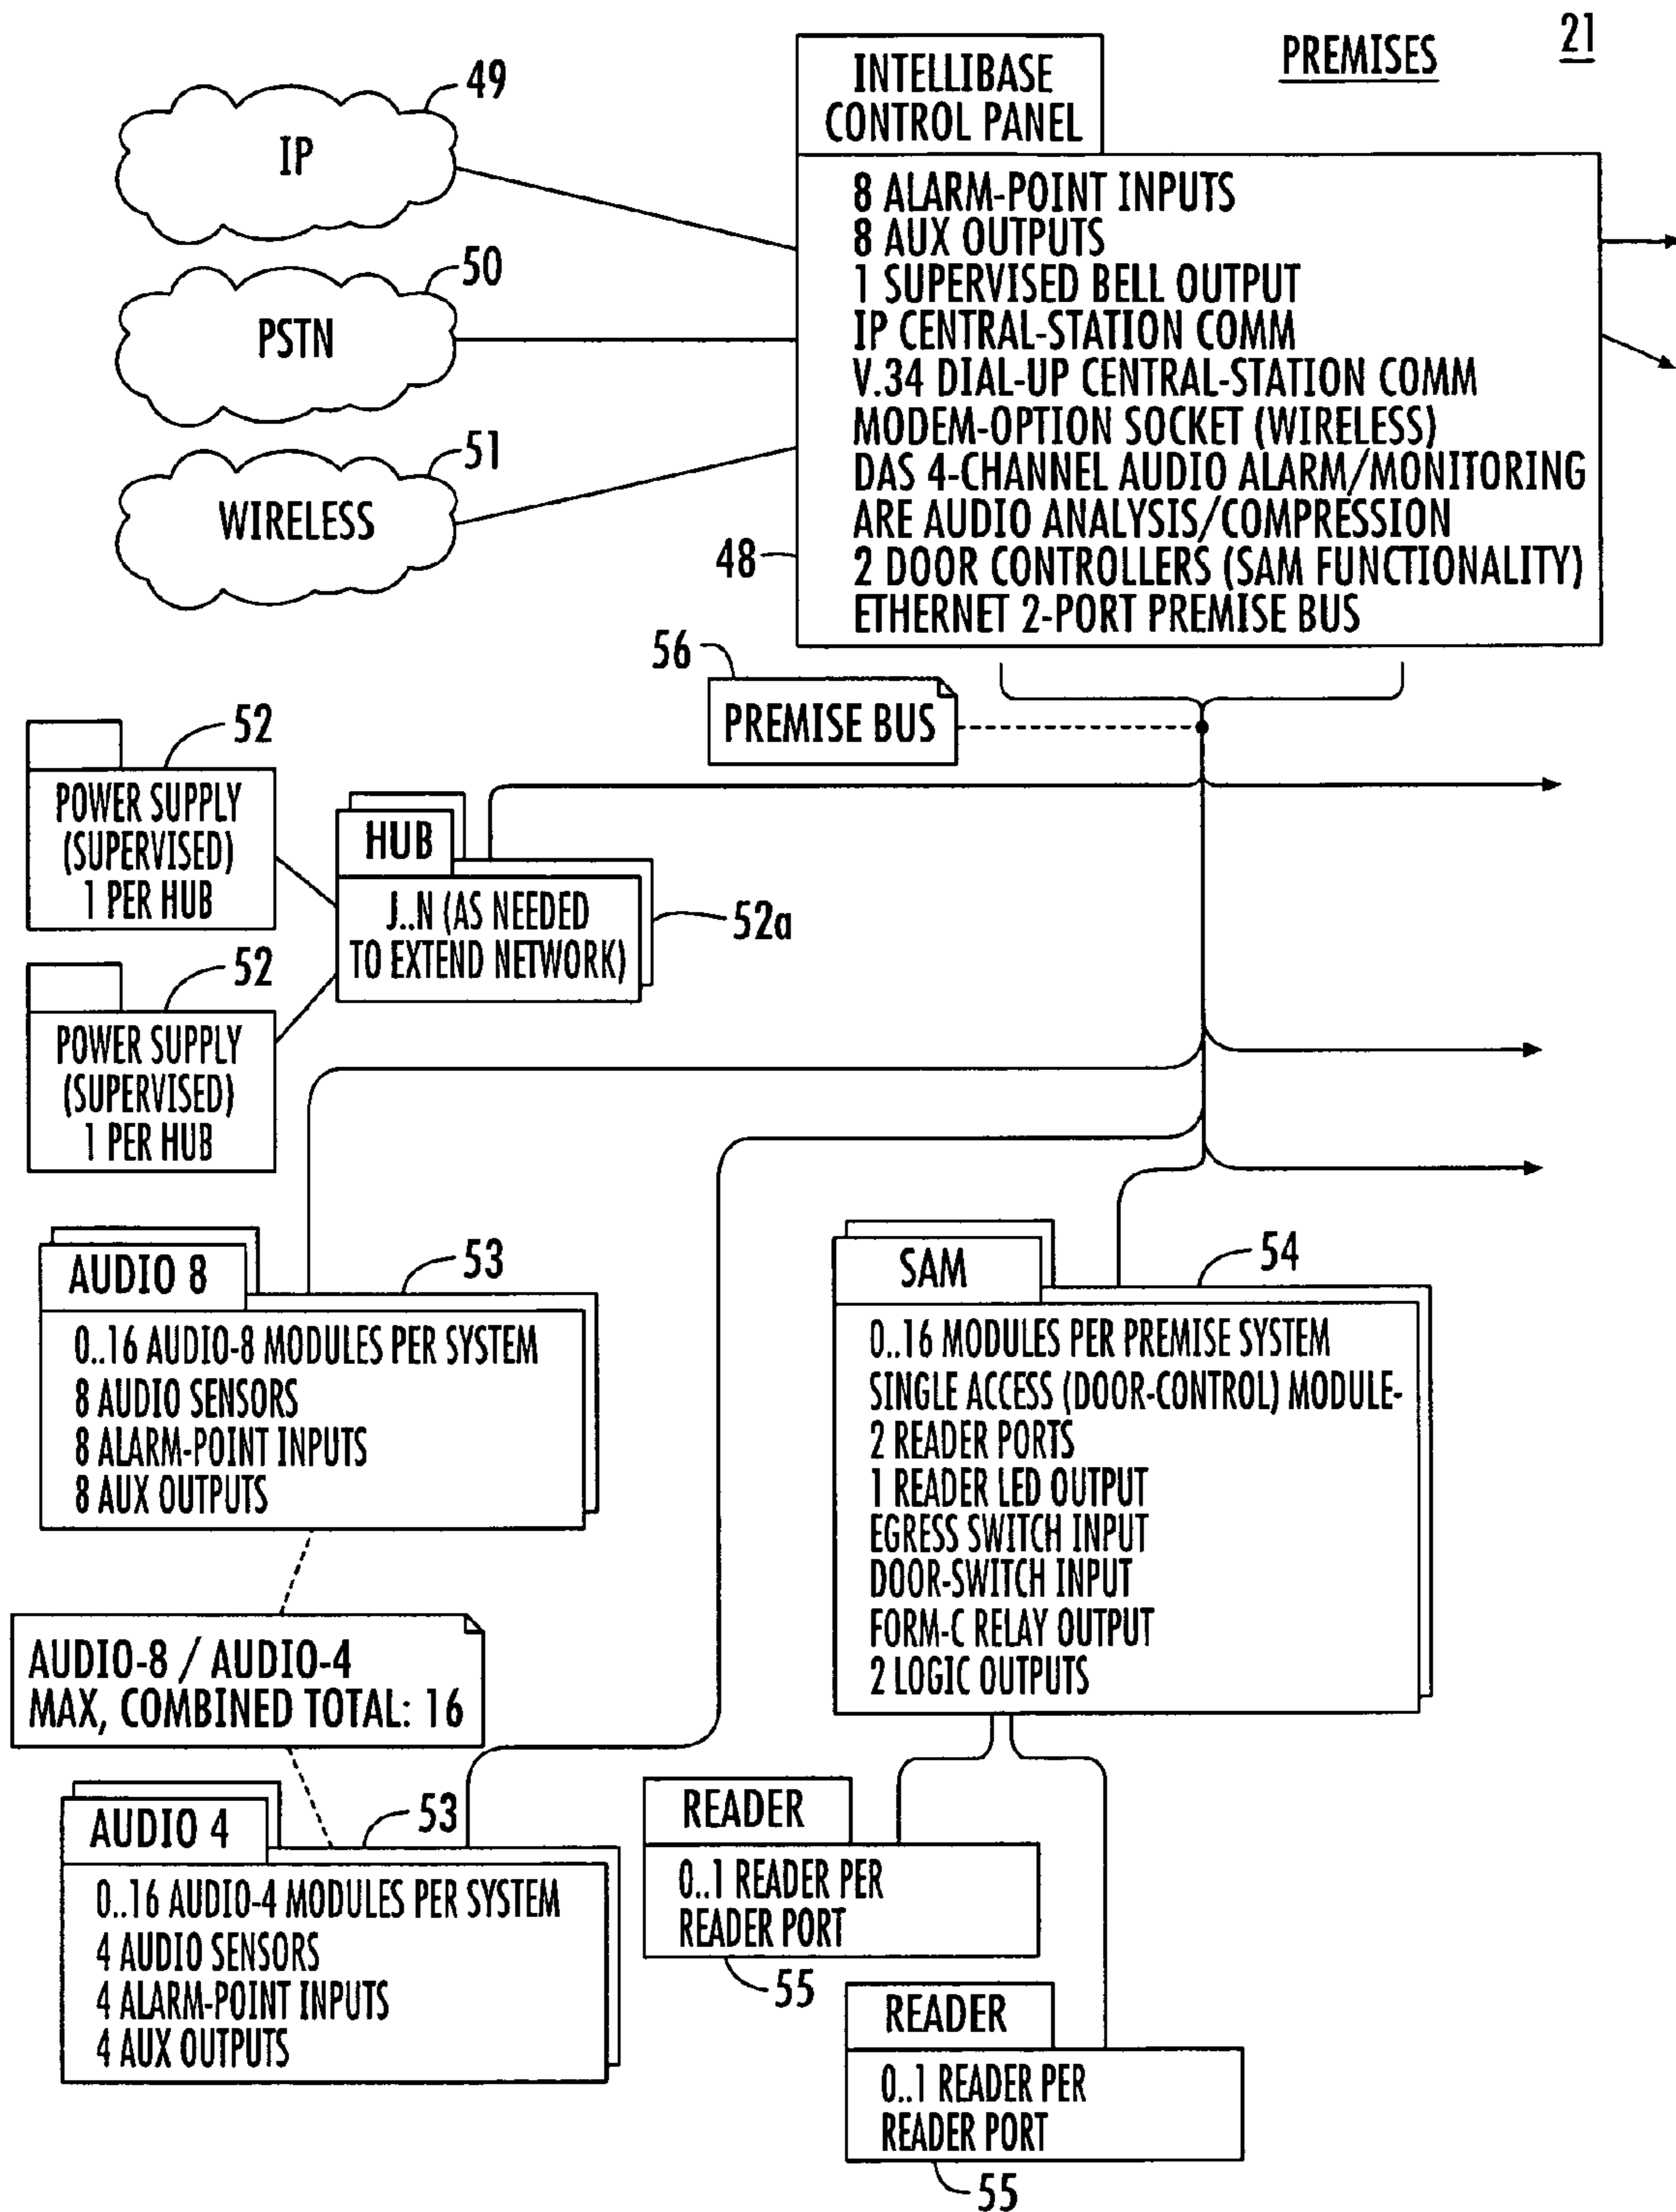 PREMISES
21
49
IP
50
PSTN
51
WIRELESS
INTELLIBASE
CONTROL PANEL
8 ALARM-POINT INPUTS
8 AUX OUTPUTS
1 SUPERVISED BELL OUTPUT
IP CENTRAL-STATION COMM
V.34 DIAL-UP CENTRAL-STATION COMM
MODEM-OPTION SOCKET (WIRELESS)
DAS 4-CHANNEL AUDIO ALARM/MONITORING
ARE AUDIO ANALYSIS/COMPRESSION
2 DOOR CONTROLLERS (SAM FUNCTIONALITY)
ETHERNET 2-PORT PREMISE BUS
48
56
PREMISE BUS
52
POWER SUPPLY
(SUPERVISED)
1 PER HUB
HUB
J..N (AS NEEDED
TO EXTEND NETWORK)
52a
52
POWER SUPPLY
(SUPERVISED)
1 PER HUB
AUDIO 8
53
0..16 AUDIO-8 MODULES PER SYSTEM
8 AUDIO SENSORS
8 ALARM-POINT INPUTS
8 AUX OUTPUTS
SAM
54
0..16 MODULES PER PREMISE SYSTEM
SINGLE ACCESS (DOOR-CONTROL) MODULE-
2 READER PORTS
1 READER LED OUTPUT
EGRESS SWITCH INPUT
DOOR-SWITCH INPUT
FORM-C RELAY OUTPUT
2 LOGIC OUTPUTS
AUDIO-8 / AUDIO-4
MAX, COMBINED TOTAL: 16
AUDIO 4
53
0..16 AUDIO-4 MODULES PER SYSTEM
4 AUDIO SENSORS
4 ALARM-POINT INPUTS
4 AUX OUTPUTS
READER
0..1 READER PER
READER PORT
55
READER
0..1 READER PER
READER PORT
55